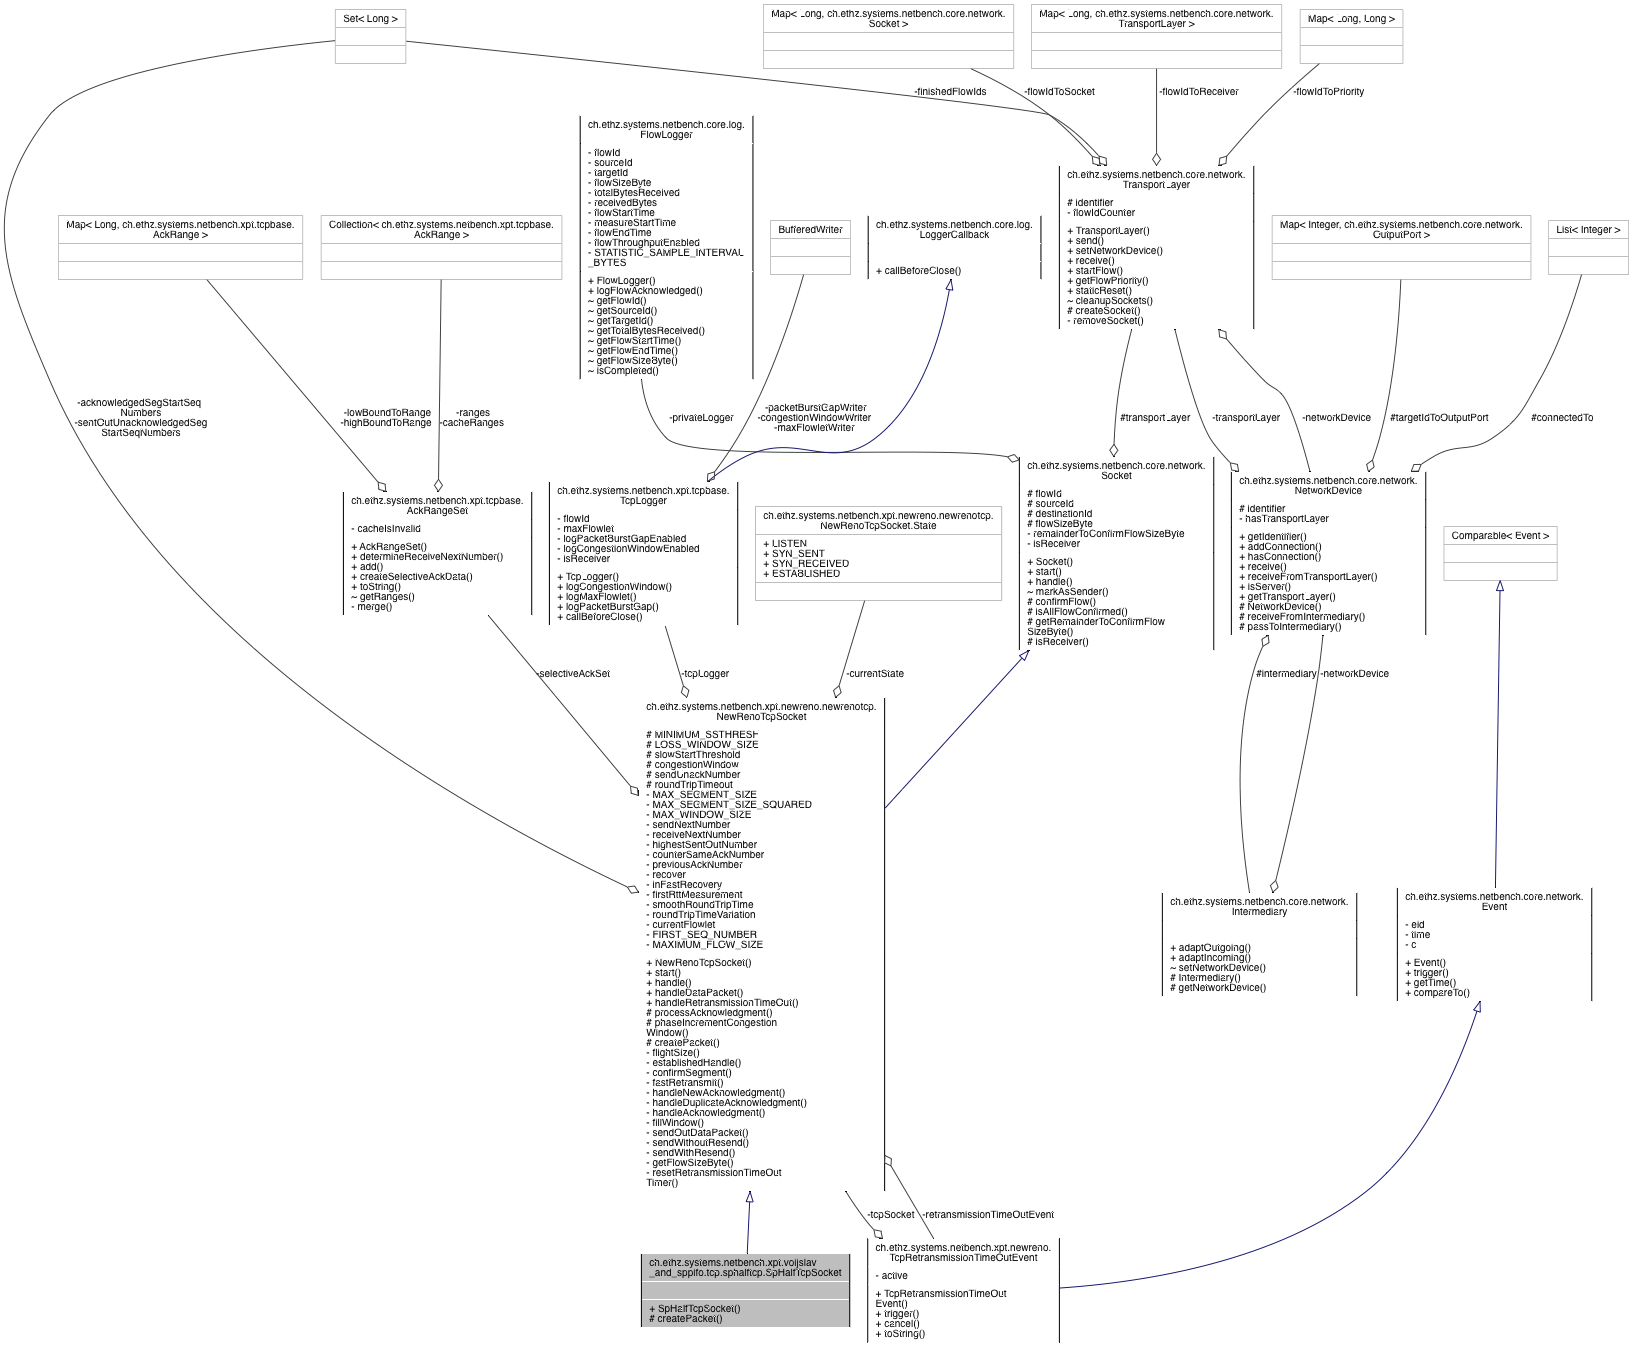 Set< Long >
Map< Long, ch.ethz.systems.netbench.core.network.
Socket >
Map< Long, ch.ethz.systems.netbench.core.network.
TransportLayer >
Map< Long, Long >
-finishedFlowIds
-flowIdToSocket
-flowIdToReceiver
-flowIdToPriority
ch.ethz.systems.netbench.core.log.
FlowLogger
- flowId
- sourceId
- targetId
- flowSizeByte
- totalBytesReceived
- receivedBytes
- flowStartTime
- measureStartTime
- flowEndTime
- flowThroughputEnabled
- STATISTIC_SAMPLE_INTERVAL
_BYTES
+ FlowLogger()
+ logFlowAcknowledged()
~ getFlowId()
~ getSourceId()
~ getTargetId()
~ getTotalBytesReceived()
~ getFlowStartTime()
~ getFlowEndTime()
~ getFlowSizeByte()
~ isCompleted()
ch.ethz.systems.netbench.core.network.
TransportLayer
# identifier
- flowIdCounter
+ TransportLayer()
+ send()
+ setNetworkDevice()
+ receive()
+ startFlow()
+ getFlowPriority()
+ staticReset()
~ cleanupSockets()
# createSocket()
- removeSocket()
Map< Long, ch.ethz.systems.netbench.xpt.tcpbase.
AckRange >
Collection< ch.ethz.systems.netbench.xpt.tcpbase.
AckRange >
BufferedWriter
ch.ethz.systems.netbench.core.log.
LoggerCallback
+ callBeforeClose()
Map< Integer, ch.ethz.systems.netbench.core.network.
OutputPort >
List< Integer >
-acknowledgedSegStartSeq
Numbers
-sentOutUnacknowledgedSeg
StartSeqNumbers
-lowBoundToRange
-highBoundToRange
-ranges
-cacheRanges
-privateLogger
-packetBurstGapWriter
-congestionWindowWriter
-maxFlowletWriter
#transportLayer
-transportLayer
-networkDevice
#targetIdToOutputPort
#connectedTo
ch.ethz.systems.netbench.xpt.tcpbase.
AckRangeSet
- cacheIsInvalid
+ AckRangeSet()
+ determineReceiveNextNumber()
+ add()
+ createSelectiveAckData()
+ toString()
~ getRanges()
- merge()
ch.ethz.systems.netbench.xpt.tcpbase.
TcpLogger
- flowId
- maxFlowlet
- logPacketBurstGapEnabled
- logCongestionWindowEnabled
- isReceiver
+ TcpLogger()
+ logCongestionWindow()
+ logMaxFlowlet()
+ logPacketBurstGap()
+ callBeforeClose()
ch.ethz.systems.netbench.xpt.newreno.newrenotcp.
NewRenoTcpSocket.State
+ LISTEN
+ SYN_SENT
+ SYN_RECEIVED
+ ESTABLISHED
ch.ethz.systems.netbench.core.network.
Socket
# flowId
# sourceId
# destinationId
# flowSizeByte
- remainderToConfirmFlowSizeByte
- isReceiver
+ Socket()
+ start()
+ handle()
~ markAsSender()
# confirmFlow()
# isAllFlowConfirmed()
# getRemainderToConfirmFlow
SizeByte()
# isReceiver()
ch.ethz.systems.netbench.core.network.
NetworkDevice
# identifier
- hasTransportLayer
+ getIdentifier()
+ addConnection()
+ hasConnection()
+ receive()
+ receiveFromTransportLayer()
+ isServer()
+ getTransportLayer()
# NetworkDevice()
# receiveFromIntermediary()
# passToIntermediary()
Comparable< Event >
-selectiveAckSet
-tcpLogger
-currentState
#intermediary
-networkDevice
ch.ethz.systems.netbench.xpt.newreno.newrenotcp.
NewRenoTcpSocket
# MINIMUM_SSTHRESH
# LOSS_WINDOW_SIZE
# slowStartThreshold
# congestionWindow
# sendUnackNumber
# roundTripTimeout
- MAX_SEGMENT_SIZE
- MAX_SEGMENT_SIZE_SQUARED
- MAX_WINDOW_SIZE
- sendNextNumber
- receiveNextNumber
- highestSentOutNumber
- counterSameAckNumber
- previousAckNumber
- recover
- inFastRecovery
- firstRttMeasurement
- smoothRoundTripTime
- roundTripTimeVariation
- currentFlowlet
- FIRST_SEQ_NUMBER
- MAXIMUM_FLOW_SIZE
+ NewRenoTcpSocket()
+ start()
+ handle()
+ handleDataPacket()
+ handleRetransmissionTimeOut()
# processAcknowledgment()
# phaseIncrementCongestion
Window()
# createPacket()
- flightSize()
- establishedHandle()
- confirmSegment()
- fastRetransmit()
- handleNewAcknowledgment()
- handleDuplicateAcknowledgment()
- handleAcknowledgment()
- fillWindow()
- sendOutDataPacket()
- sendWithoutResend()
- sendWithResend()
- getFlowSizeByte()
- resetRetransmissionTimeOut
Timer()
ch.ethz.systems.netbench.core.network.
Intermediary
+ adaptOutgoing()
+ adaptIncoming()
~ setNetworkDevice()
# Intermediary()
# getNetworkDevice()
ch.ethz.systems.netbench.core.network.
Event
- eid
- time
- c
+ Event()
+ trigger()
+ getTime()
+ compareTo()
-tcpSocket
-retransmissionTimeOutEvent
ch.ethz.systems.netbench.xpt.voijslav
_and_sppifo.tcp.sphalftcp.SpHalfTcpSocket
+ SpHalfTcpSocket()
# createPacket()
ch.ethz.systems.netbench.xpt.newreno.
TcpRetransmissionTimeOutEvent
- active
+ TcpRetransmissionTimeOut
Event()
+ trigger()
+ cancel()
+ toString()